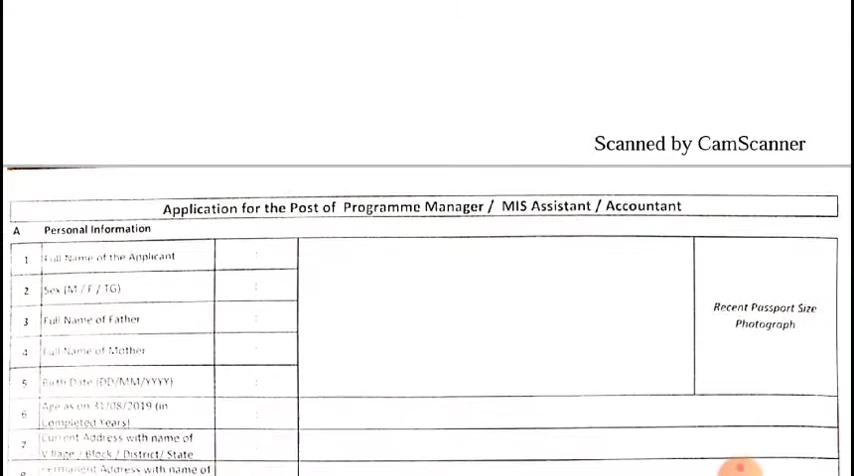 Scanned by CamScanner
Application for the Post of Programme Manager / MIS Assistant / Accountant
A Personal Information
1 Full Name of the Applicant :
2 Sex (M / F / TG) :
3 Full Name of Father :
4 Full Name of Mother :
5 Birth Date (DD/MM/YYYY) :
6 Age as on 31/08/2019 (in
Completed Years) :
7 Current Address with name of
Village / Block / District/ State :
8 Permanent Address with name of
Recent Passport Size
Photograph